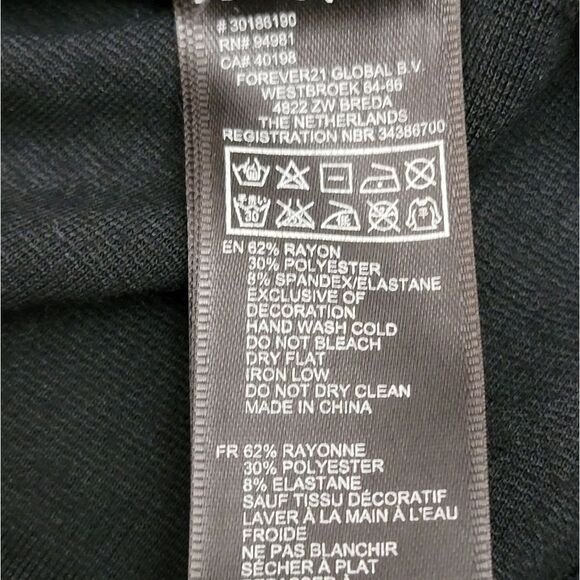 # 30186190
RN# 94981
CA# 40198
FOREVER21 GLOBAL B.V.
WESTBROEK 64-66
4822 ZW BREDA
THE NETHERLANDS
REGISTRATION NBR 34386700
30
EN 62% RAYON
30% POLYESTER
8% SPANDEX/ELASTANE
EXCLUSIVE OF
DECORATION
HAND WASH COLD
DO NOT BLEACH
DRY FLAT
IRON LOW
DO NOT DRY CLEAN
MADE IN CHINA
FR 62% RAYONNE
30% POLYESTER
8% ELASTANE
SAUF TISSU DÉCORATIF
LAVER À LA MAIN À L'EAU
FROIDE
NE PAS BLANCHIR
SÉCHER À PLAT